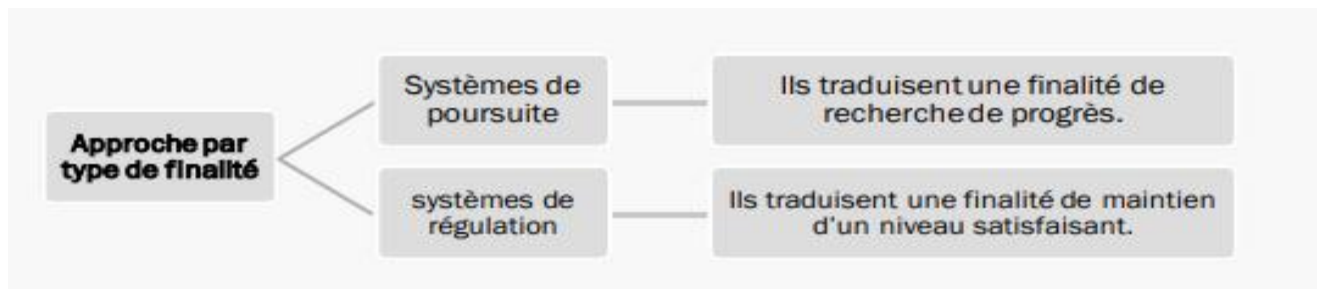 Approche par
type de finalité
Systèmes de
poursuite
Ils traduisent une finalité de
recherche de progrès.
systèmes de
régulation
Ils traduisent une finalité de maintien
d'un niveau satisfaisant.